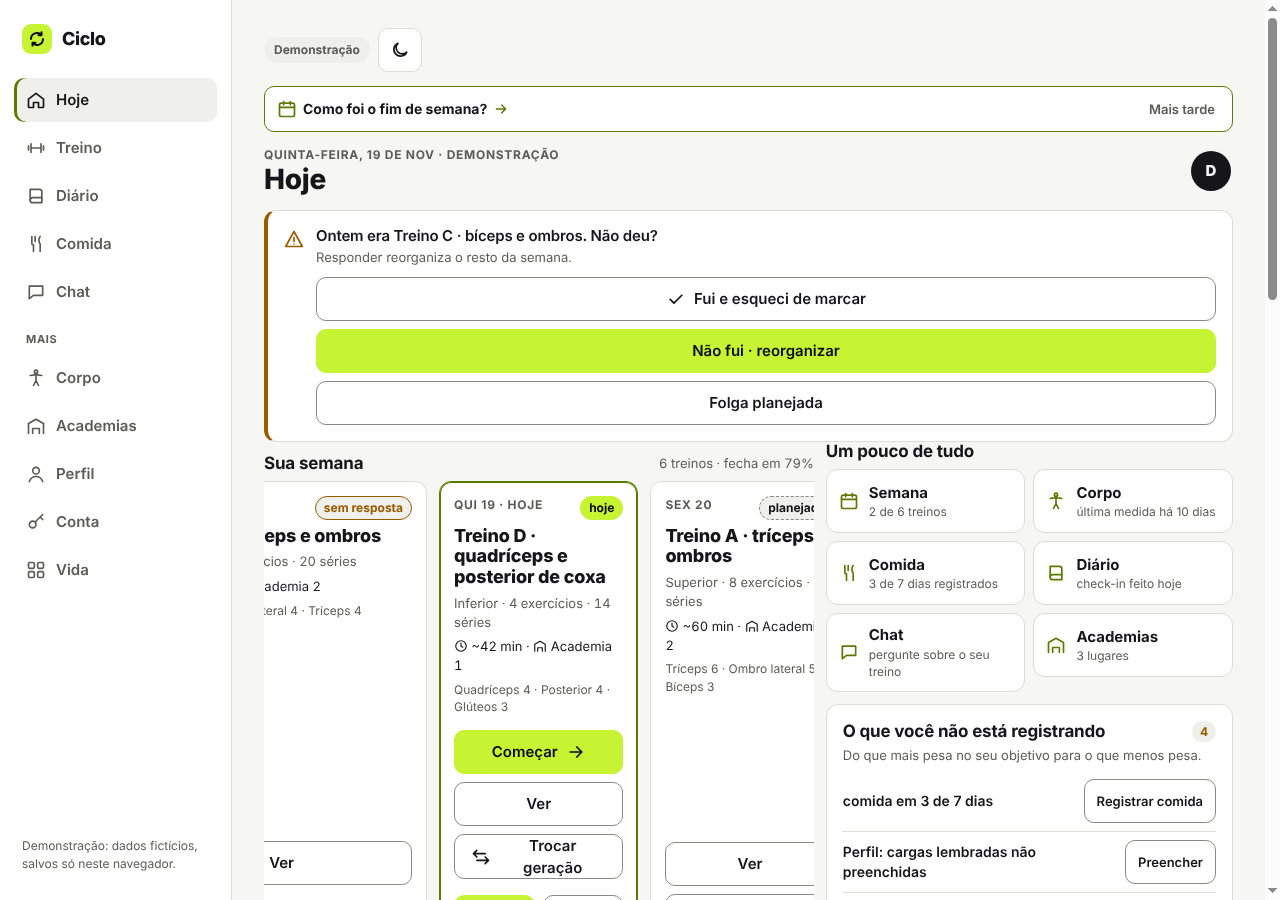 Ciclo
Hoje
Treino
Diário
Comida
Chat
MAIS
Corpo
Academias
Perfil
Conta
Vida
Demonstração: dados fictícios,
salvos só neste navegador.
Demonstração
Como foi o fim de semana?
Mais tarde
QUINTA-FEIRA, 19 DE NOV · DEMONSTRAÇÃO
Hoje
D
Ontem era Treino C · bíceps e ombros. Não deu?
Responder reorganiza o resto da semana.
Fui e esqueci de marcar
Não fui · reorganizar
Folga planejada
Sua semana
6 treinos · fecha em 79%
sem resposta
eps e ombros
cios · 20 séries
ademia 2
teral 4 · Tríceps 4
Ver
QUI 19 · HOJE
hoje
Treino D ·
quadríceps e
posterior de coxa
Inferior · 4 exercícios · 14
séries
~42 min · Academia
1
Quadríceps 4 · Posterior 4 ·
Glúteos 3
Começar
Ver
Trocar
geração
SEX 20
planejad
Treino A · tríceps
ombros
Superior · 8 exercícios ·
séries
~60 min · Academi
2
Tríceps 6 · Ombro lateral 5
Bíceps 3
Ver
Um pouco de tudo
Semana
2 de 6 treinos
Corpo
última medida há 10 dias
Comida
3 de 7 dias registrados
Diário
check-in feito hoje
Chat
pergunte sobre o seu
treino
Academias
3 lugares
O que você não está registrando
4
Do que mais pesa no seu objetivo para o que menos pesa.
comida em 3 de 7 dias
Registrar comida
Perfil: cargas lembradas não
preenchidas
Preencher